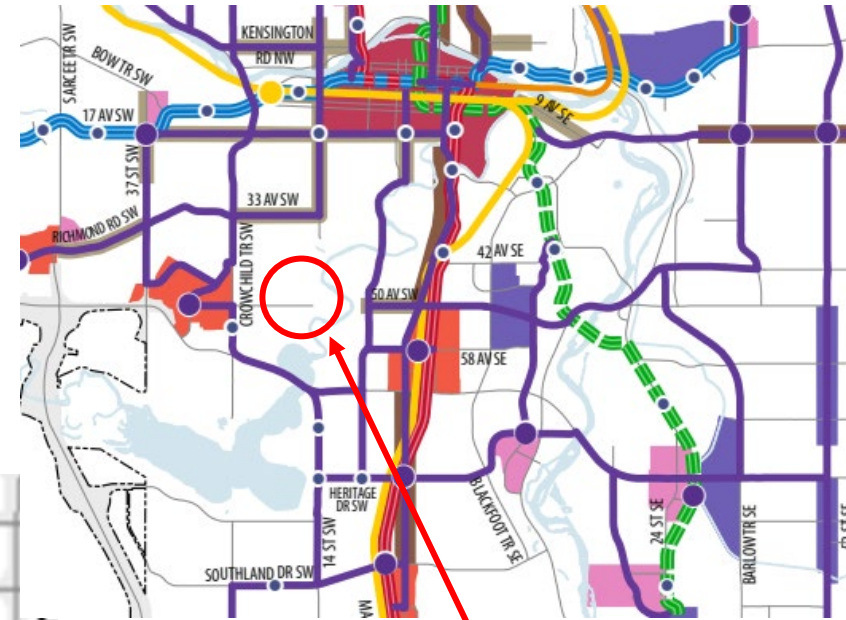 KENSINGTON
RD NW
SARCEE TR SW
BOW TR SW
17 AV SW
9 AV SE
37 ST SW
33 AV SW
RICHMOND RD SW
CROWCHILD TR SW
42 AV SE
50 AV SW
58 AV SE
HERITAGE
DR SW
BLACKFOOT TR SE
24 ST SE
BARLOW TR SE
14 ST SW
SOUTHLAND DR SW
MA